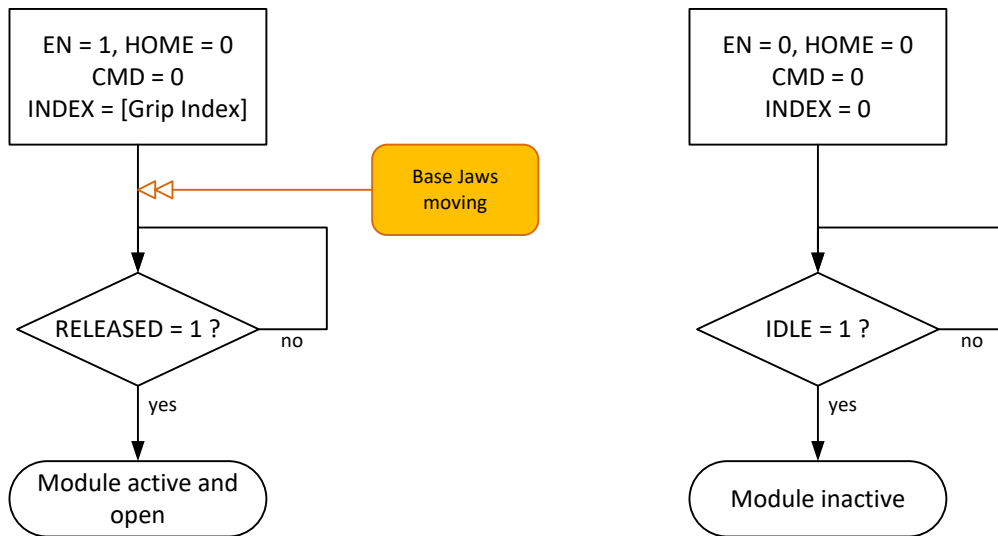 EN = 1, HOME = 0
CMD = 0
INDEX = [Grip Index]
Base Jaws
moving
RELEASED = 1 ?
no
yes
Module active and
open
EN = 0, HOME = 0
CMD = 0
INDEX = 0
IDLE = 1 ?
no
yes
Module inactive